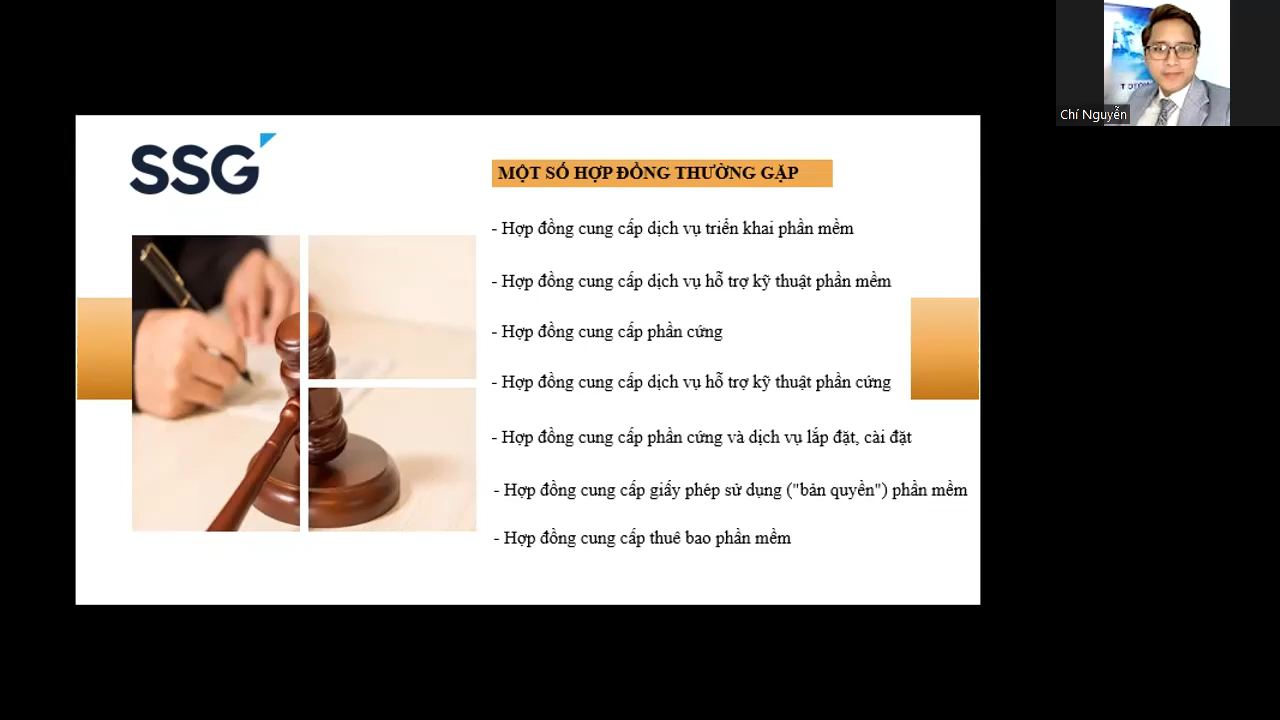 SSG
MỘT SỐ HỢP ĐỒNG THƯỜNG GẶP
- Hợp đồng cung cấp dịch vụ triển khai phần mềm
- Hợp đồng cung cấp dịch vụ hỗ trợ kỹ thuật phần mềm
- Hợp đồng cung cấp phần cứng
- Hợp đồng cung cấp dịch vụ hỗ trợ kỹ thuật phần cứng
- Hợp đồng cung cấp phần cứng và dịch vụ lắp đặt, cài đặt
- Hợp đồng cung cấp giấy phép sử dụng ("bản quyền") phần mềm
- Hợp đồng cung cấp thuê bao phần mềm
Chí Nguyễn